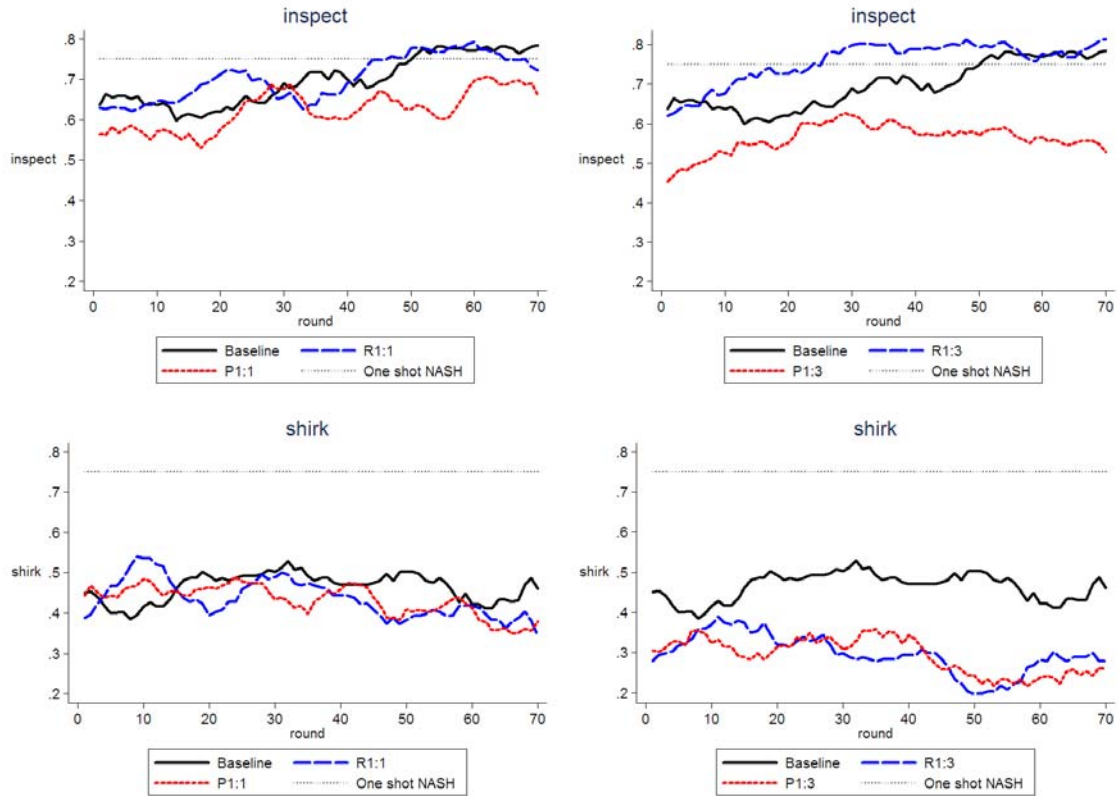 inspect
.8
.7
.6
inspect .5
.4
.3
.2
0 10 20 30 40 50 60 70
round
Baseline R1:1
P1:1 One shot NASH
inspect
.8
.7
.6
inspect .5
.4
.3
.2
0 10 20 30 40 50 60 70
round
Baseline R1:3
P1:3 One shot NASH
shirk
.8
.7
.6
shirk .5
.4
.3
.2
0 10 20 30 40 50 60 70
round
Baseline R1:1
P1:1 One shot NASH
shirk
.8
.7
.6
shirk .5
.4
.3
.2
0 10 20 30 40 50 60 70
round
Baseline R1:3
P1:3 One shot NASH